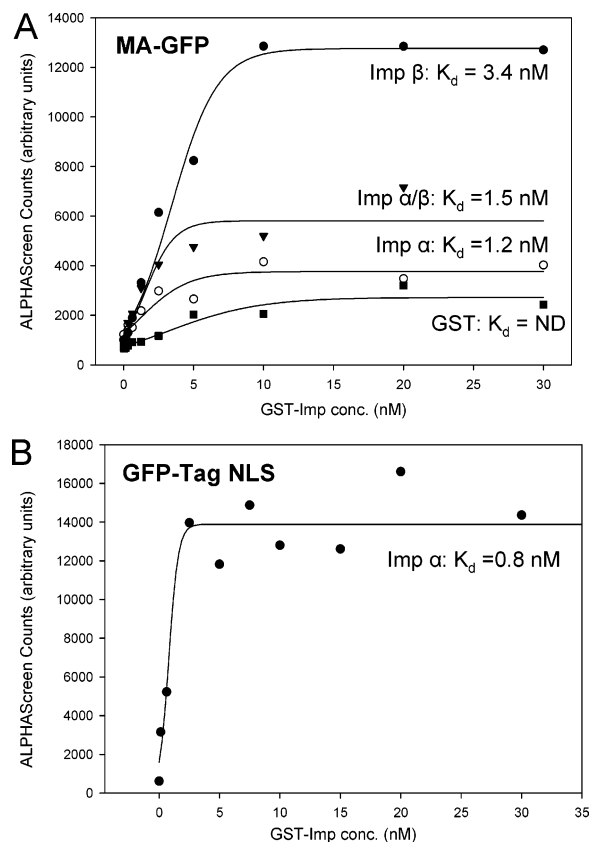 A
MA-GFP
14000
12000
10000
8000
6000
4000
2000
0
ALPHAScreen Counts (arbitrary units)
Imp β: Kd = 3.4 nM
Imp α/β: Kd =1.5 nM
Imp α: Kd =1.2 nM
GST: Kd = ND
0 5 10 15 20 25 30
GST-Imp conc. (nM)
B
GFP-Tag NLS
18000
16000
14000
12000
10000
8000
6000
4000
2000
0
ALPHAScreen Counts (arbitrary units)
Imp α: Kd =0.8 nM
0 5 10 15 20 25 30 35
GST-Imp conc. (nM)